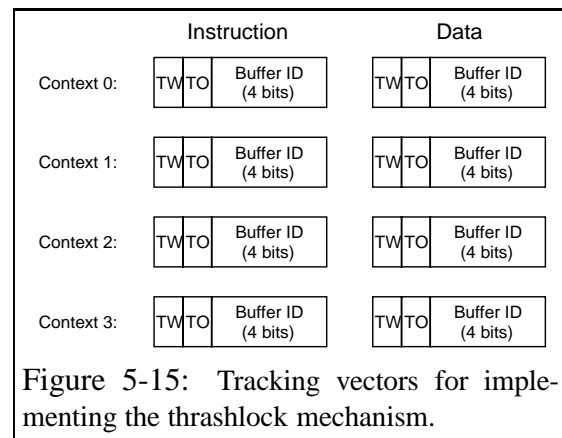 Instruction Data
Context 0: TW TO Buffer ID (4 bits) TW TO Buffer ID (4 bits)
Context 1: TW TO Buffer ID (4 bits) TW TO Buffer ID (4 bits)
Context 2: TW TO Buffer ID (4 bits) TW TO Buffer ID (4 bits)
Context 3: TW TO Buffer ID (4 bits) TW TO Buffer ID (4 bits)
Figure 5-15: Tracking vectors for imple-
menting the thrashlock mechanism.